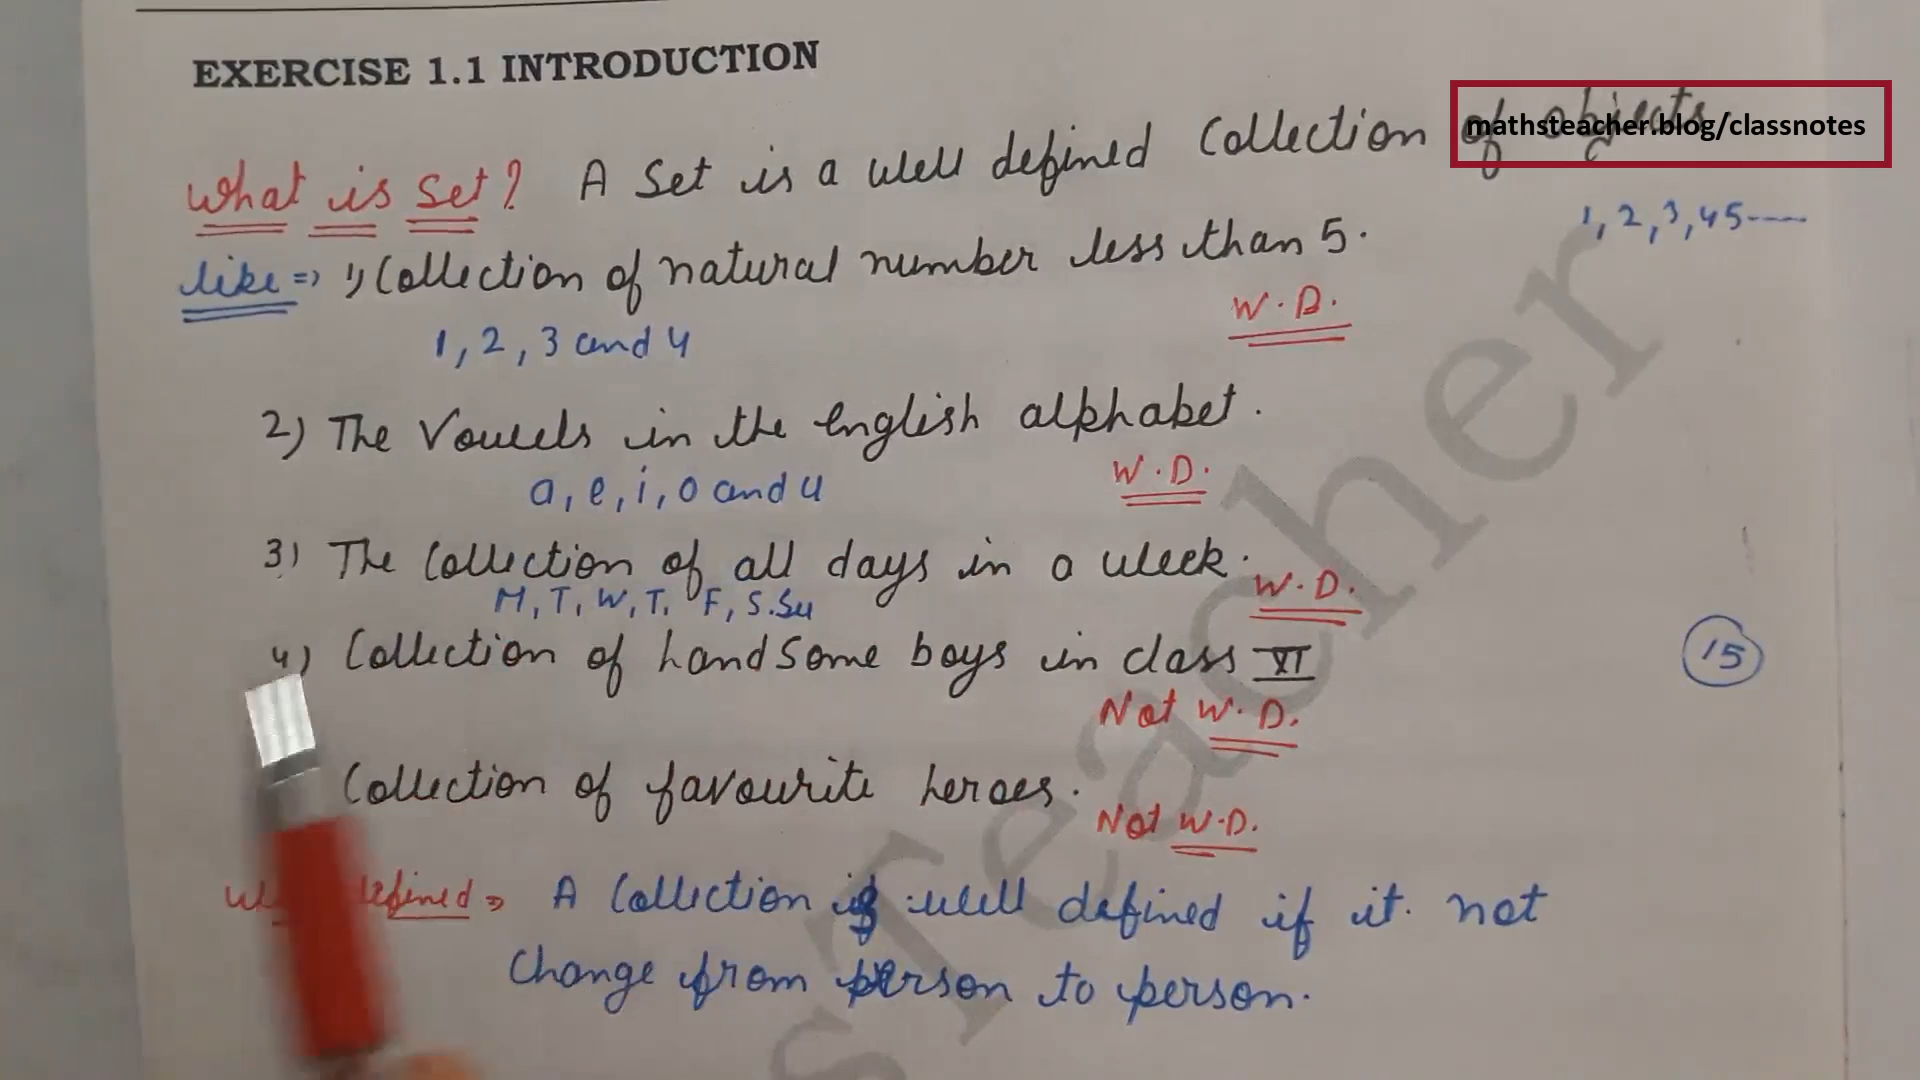 EXERCISE 1.1 INTRODUCTION
mathsteacher.blog/classnotes
What is Set? A Set is a well defined Collection of objects
1, 2, 3, 4 5----
like => 1) Collection of natural number less than 5.
W.D.
1, 2, 3 and 4
2) The Vowels in the english alphabet.
a, e, i, o and u
W.D.
3) The Collection of all days in a week.
M, T, W, T, F, S. Su
W.D.
4) Collection of handsome boys in class VI
15
Not W.D.
Collection of favourite heroes.
Not W.D.
defined => A Collection is well defined if it not
Change from person to person.
sTeacher